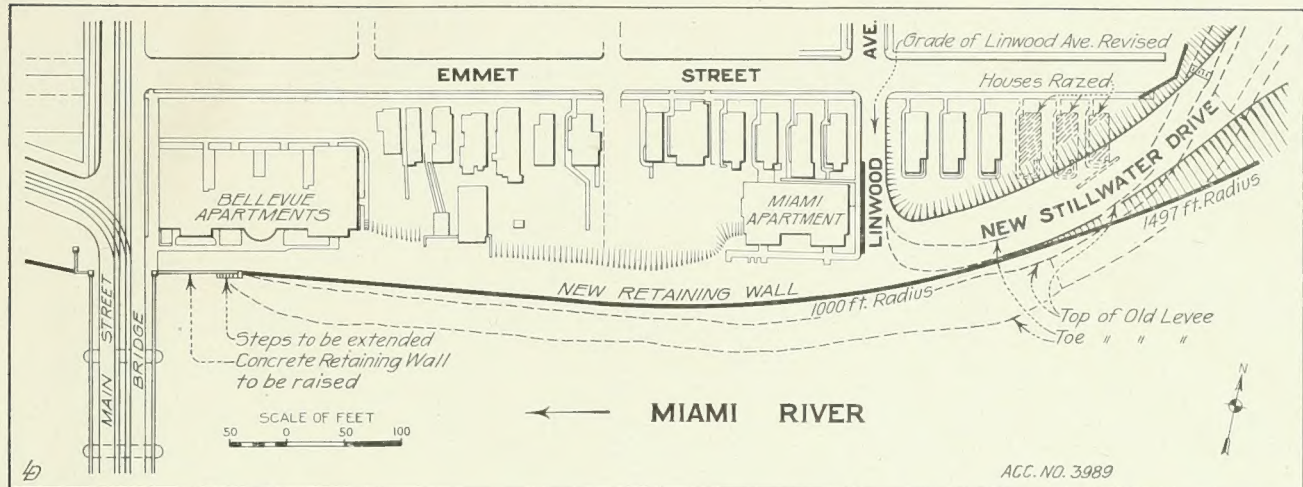 AVE.
Grade of Linwood Ave. Revised
EMMET STREET
Houses Razed
BELLEVUE
APARTMENTS
MIAMI
APARTMENT
LINWOOD
NEW STILLWATER DRIVE
1497 ft. Radius
NEW RETAINING WALL
1000 ft. Radius
MAIN STREET
BRIDGE
Steps to be extended
Concrete Retaining Wall
to be raised
Top of Old Levee
Toe " " "
SCALE OF FEET
50 0 50 100
MIAMI RIVER
N
LD
ACC. NO. 3989